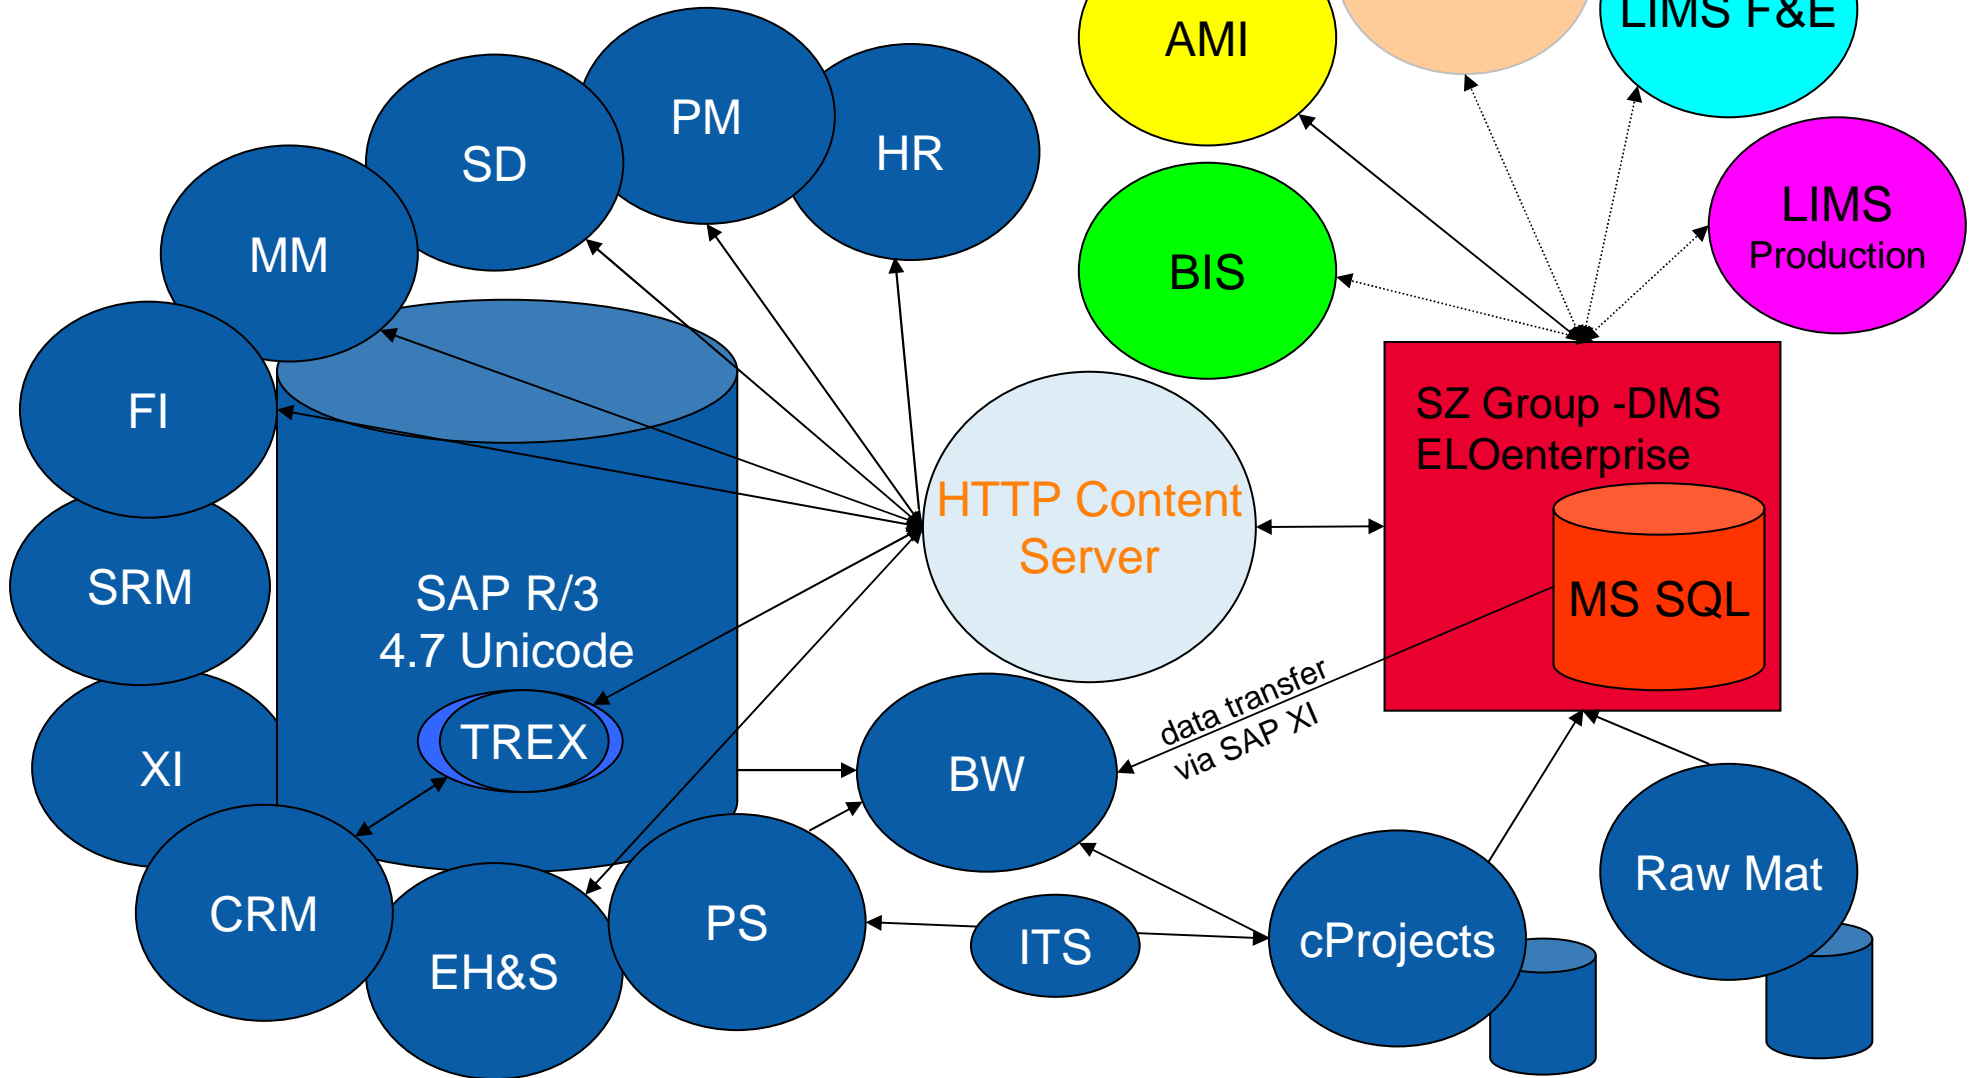 LIMS F&E
AMI
PM
HR
SD
LIMS
Production
MM
BIS
FI
SZ Group -DMS
ELOenterprise
HTTP Content
Server
SRM
SAP R/3
4.7 Unicode
MS SQL
data transfer
via SAP XI
TREX
XI
BW
Raw Mat
CRM
PS
cProjects
ITS
EH&S